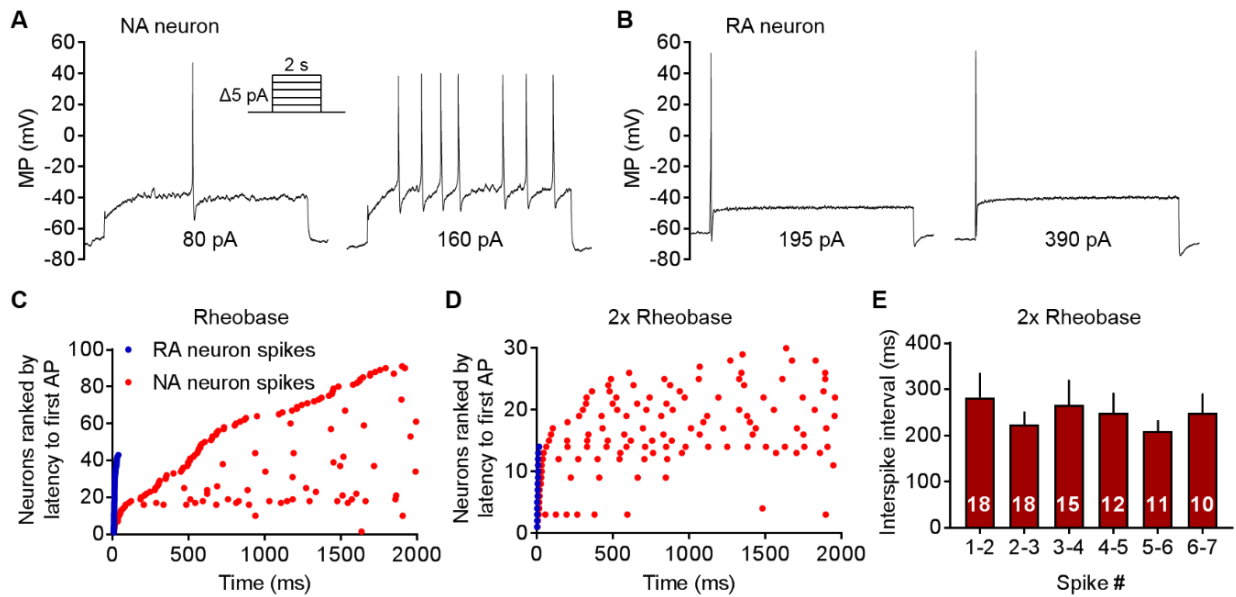 A
NA neuron
MP (mV)
60
40
20
0
-20
-40
-60
-80
2 s
Δ5 pA
80 pA
160 pA
B
RA neuron
MP (mV)
60
40
20
0
-20
-40
-60
-80
195 pA
390 pA
C
Rheobase
Neurons ranked by
latency to first AP
100
80
60
40
20
0
RA neuron spikes
NA neuron spikes
0
500
1000
1500
2000
Time (ms)
D
2x Rheobase
Neurons ranked by
latency to first AP
30
20
10
0
0
500
1000
1500
2000
Time (ms)
E
2x Rheobase
Interspike interval (ms)
400
300
200
100
0
18
18
15
12
11
10
1-2
2-3
3-4
4-5
5-6
6-7
Spike #